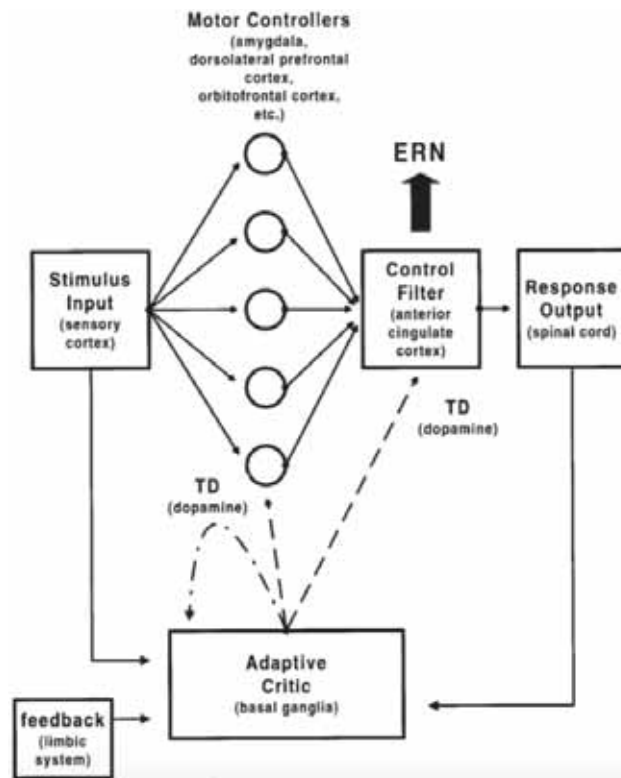 Motor Controllers
(amygdala,
dorsolateral prefrontal
cortex,
orbitofrontal cortex,
etc.)
ERN
Stimulus
Input
(sensory
cortex)
Control
Filter
(anterior
cingulate
cortex)
Response
Output
(spinal cord)
TD
(dopamine)
TD
(dopamine)
Adaptive
Critic
(basal ganglia)
feedback
(limbic
system)